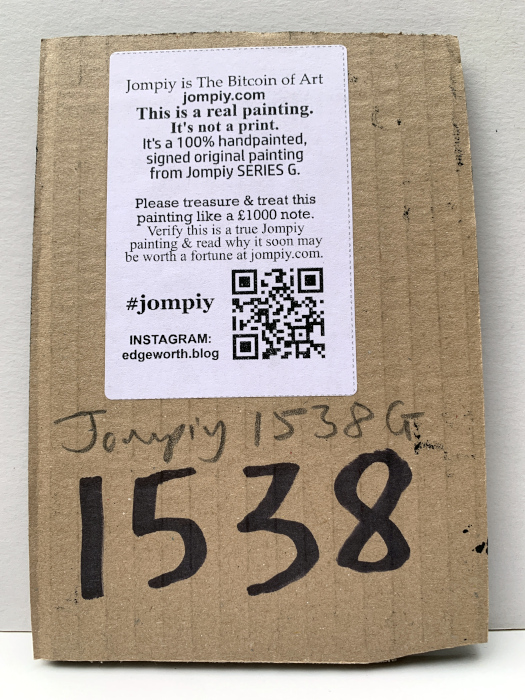 Jompiy is The Bitcoin of Art
jompiy.com
This is a real painting.
It's not a print.
It's a 100% handpainted,
signed original painting
from Jompiy SERIES G.
Please treasure & treat this
painting like a £1000 note.
Verify this is a true Jompiy
painting & read why it soon may
be worth a fortune at jompiy.com.
#jompiy
INSTAGRAM:
edgeworth.blog
Jompiy 1538 G
1538